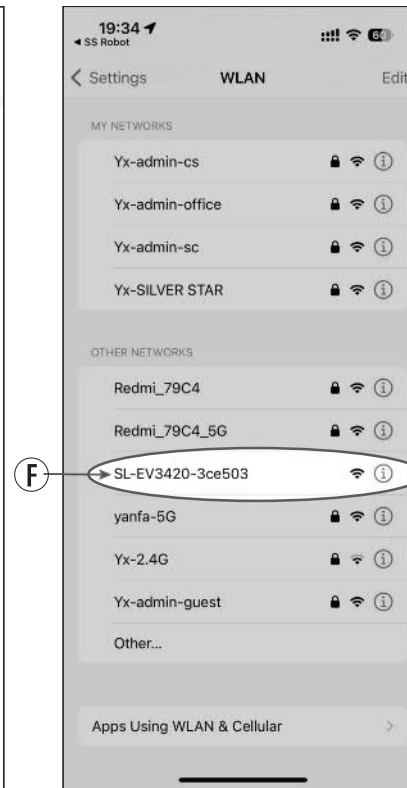 19:34
◀ SS Robot
60
Settings WLAN Edit
MY NETWORKS
Yx-admin-cs
Yx-admin-office
Yx-admin-sc
Yx-SILVER STAR
OTHER NETWORKS
Redmi_79C4
Redmi_79C4_5G
F SL-EV3420-3ce503
yanfa-5G
Yx-2.4G
Yx-admin-guest
Other...
Apps Using WLAN & Cellular